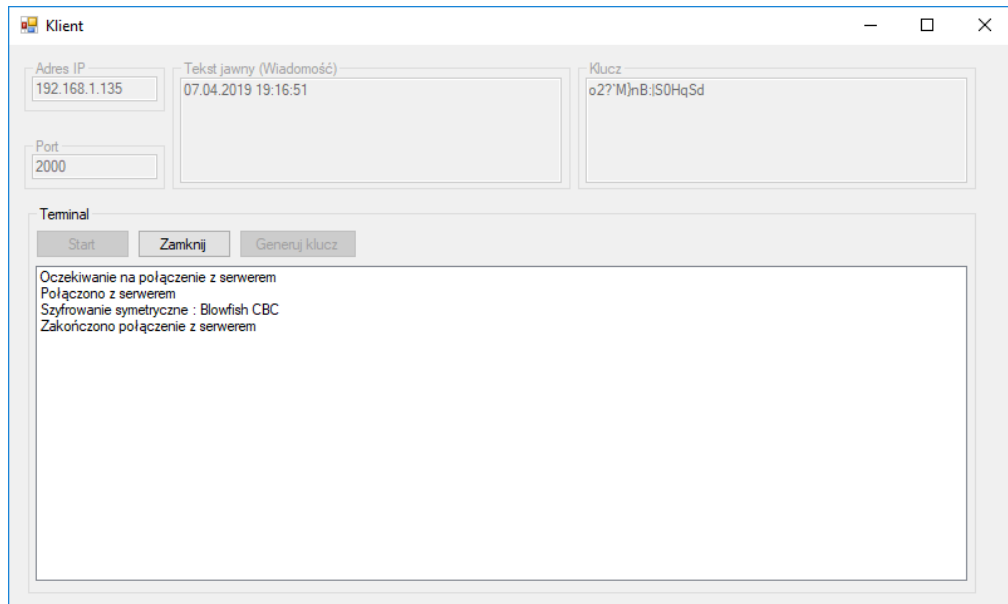 Klient
Adres IP
192.168.1.135
Tekst jawny (Wiadomość)
07.04.2019 19:16:51
Klucz
o2?^M}nB:|S0HqSd
Port
2000
Terminal
Start
Zamknij
Generuj klucz
Oczekiwanie na połączenie z serwerem
Połączono z serwerem
Szyfrowanie symetryczne : Blowfish CBC
Zakończono połączenie z serwerem